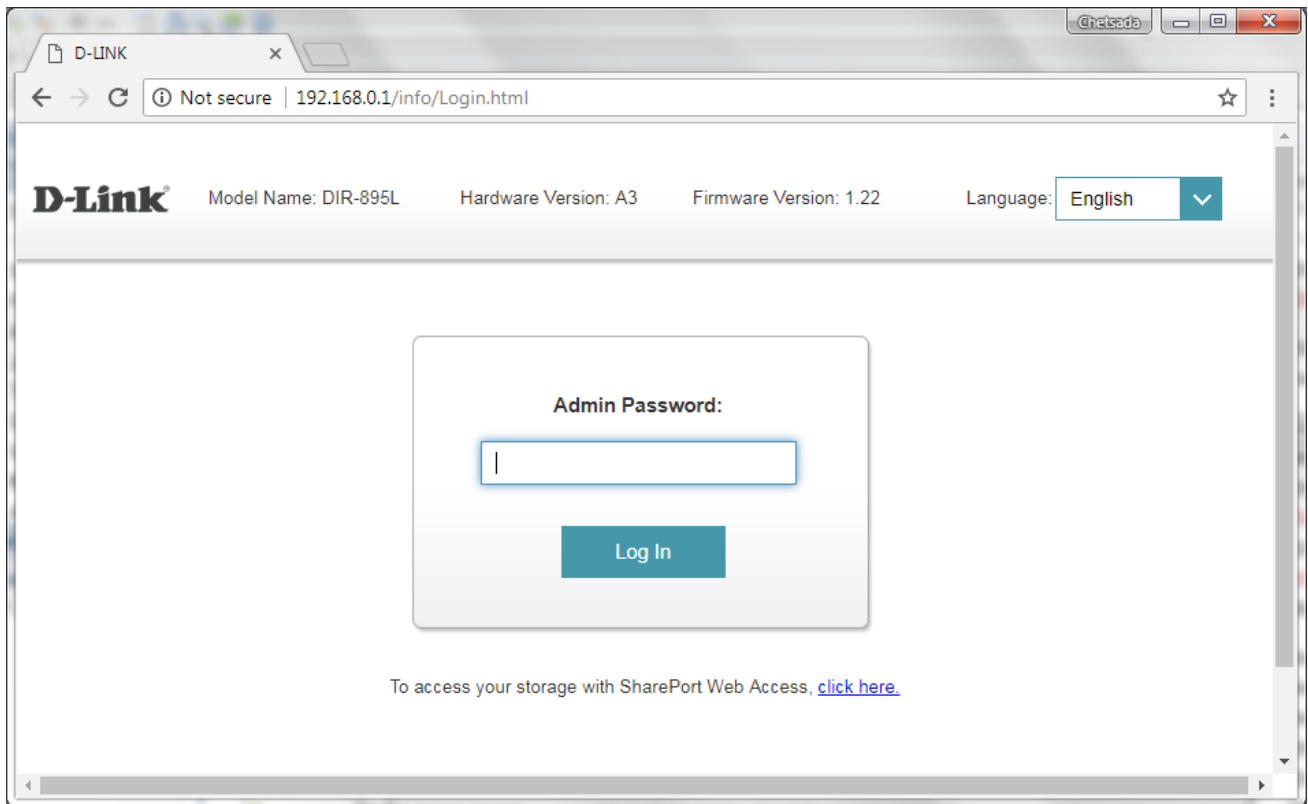 Chetsada
D-LINK
Not secure | 192.168.0.1/info/Login.html
D-Link® Model Name: DIR-895L Hardware Version: A3 Firmware Version: 1.22 Language: English
Admin Password:
Log In
To access your storage with SharePort Web Access, click here.